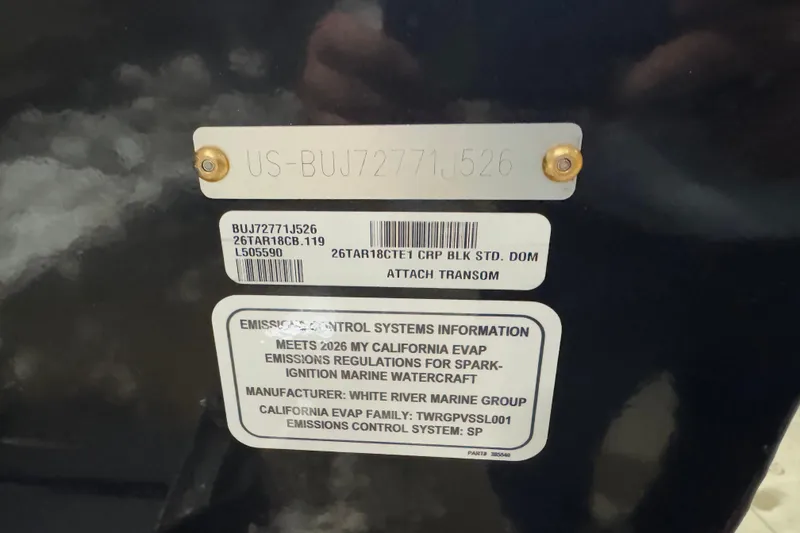 US-BUJ72771J526
BUJ72771J526
26TAR18CB.119
L505590
26TAR18CTE1 CRP BLK STD. DOM
ATTACH TRANSOM
EMISSIONS CONTROL SYSTEMS INFORMATION
MEETS 2026 MY CALIFORNIA EVAP
EMISSIONS REGULATIONS FOR SPARK-
IGNITION MARINE WATERCRAFT
MANUFACTURER: WHITE RIVER MARINE GROUP
CALIFORNIA EVAP FAMILY: TWRGPVSSL001
EMISSIONS CONTROL SYSTEM: SP
PART#